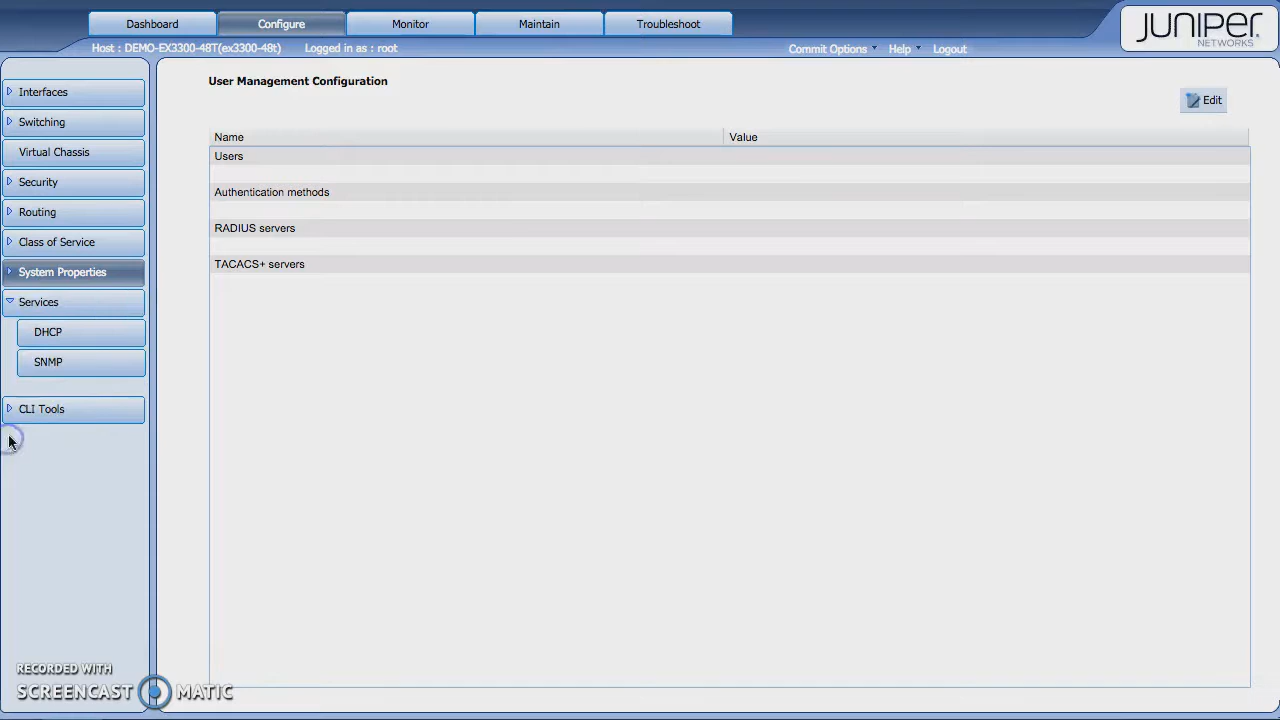 Dashboard
Configure
Monitor
Maintain
Troubleshoot
JUNIPER
NETWORKS
Host : DEMO-EX3300-48T(ex3300-48t)
Logged in as : root
Commit Options
Help
Logout
Interfaces
Switching
Virtual Chassis
Security
Routing
Class of Service
System Properties
Services
DHCP
SNMP
CLI Tools
User Management Configuration
Edit
Name Value
Users
Authentication methods
RADIUS servers
TACACS+ servers
RECORDED WITH
SCREENCAST MATIC